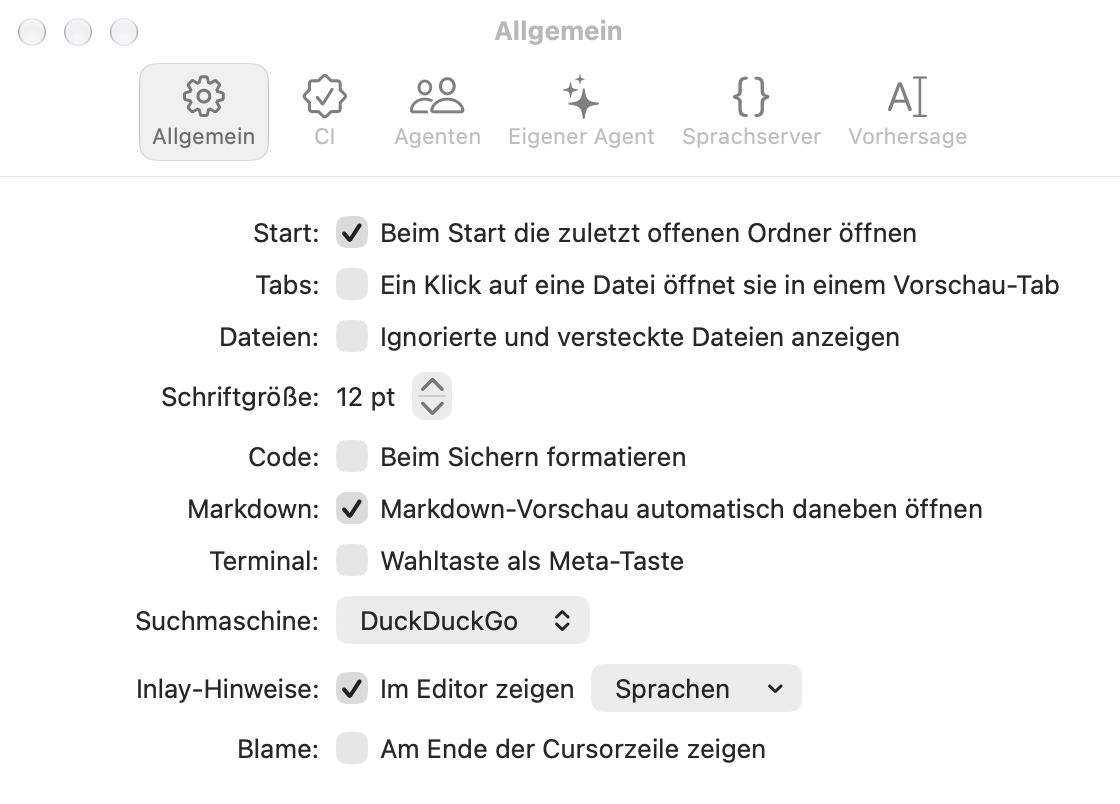 Allgemein
Allgemein CI Agenten Eigener Agent Sprachserver Vorhersage
Start: Beim Start die zuletzt offenen Ordner öffnen
Tabs: Ein Klick auf eine Datei öffnet sie in einem Vorschau-Tab
Dateien: Ignorierte und versteckte Dateien anzeigen
Schriftgröße: 12 pt
Code: Beim Sichern formatieren
Markdown: Markdown-Vorschau automatisch daneben öffnen
Terminal: Wahltaste als Meta-Taste
Suchmaschine: DuckDuckGo
Inlay-Hinweise: Im Editor zeigen Sprachen
Blame: Am Ende der Cursorzeile zeigen